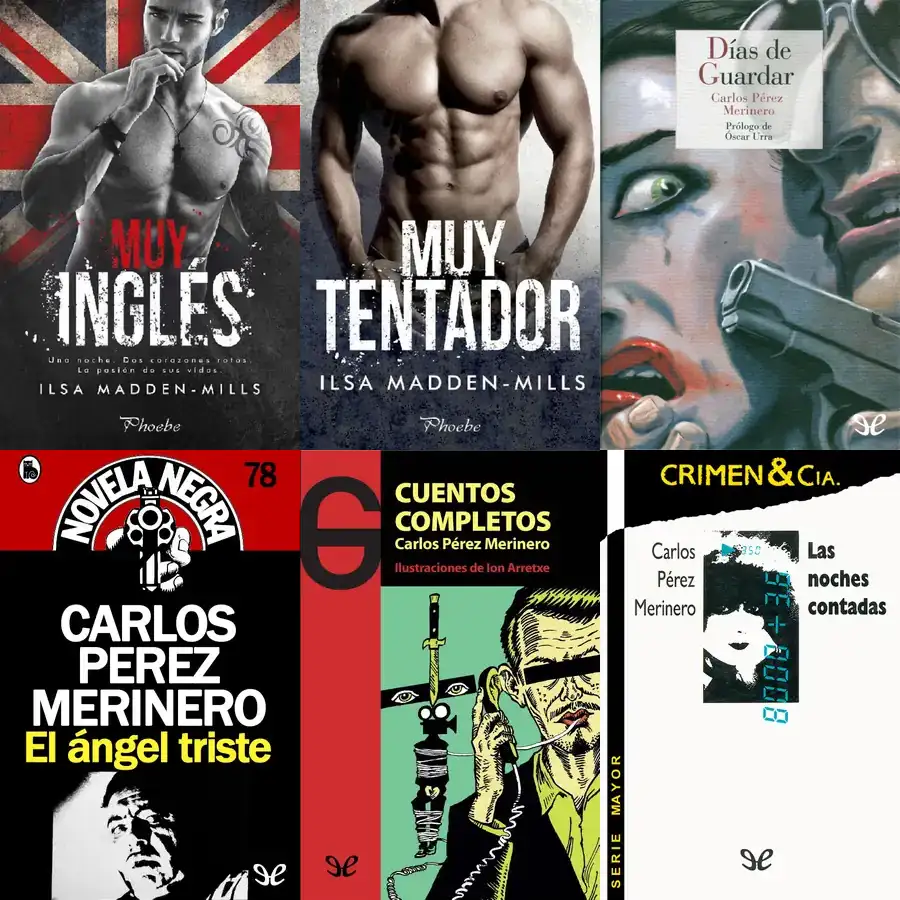 MUY
INGLÉS
Una noche. Dos corazones rotos.
La pasión de sus vidas.
ILSA MADDEN-MILLS
Phoebe
MUY
TENTADOR
ILSA MADDEN-MILLS
Phoebe
Días de
Guardar
Carlos Pérez
Merinero
Prólogo de
Óscar Urra
NOVELA NEGRA
78
CARLOS
PEREZ
MERINERO
El ángel triste
CUENTOS
COMPLETOS
Carlos Pérez Merinero
Ilustraciones de Ion Arretxe
CRIMEN & CIA.
Carlos
Pérez
Merinero
Las
noches
contadas
350
8000 + 36
SERIE MAYOR